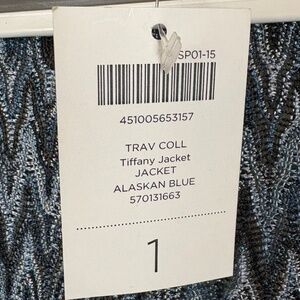 SP01-15
451005653157
TRAV COLL
Tiffany Jacket
JACKET
ALASKAN BLUE
570131663
1